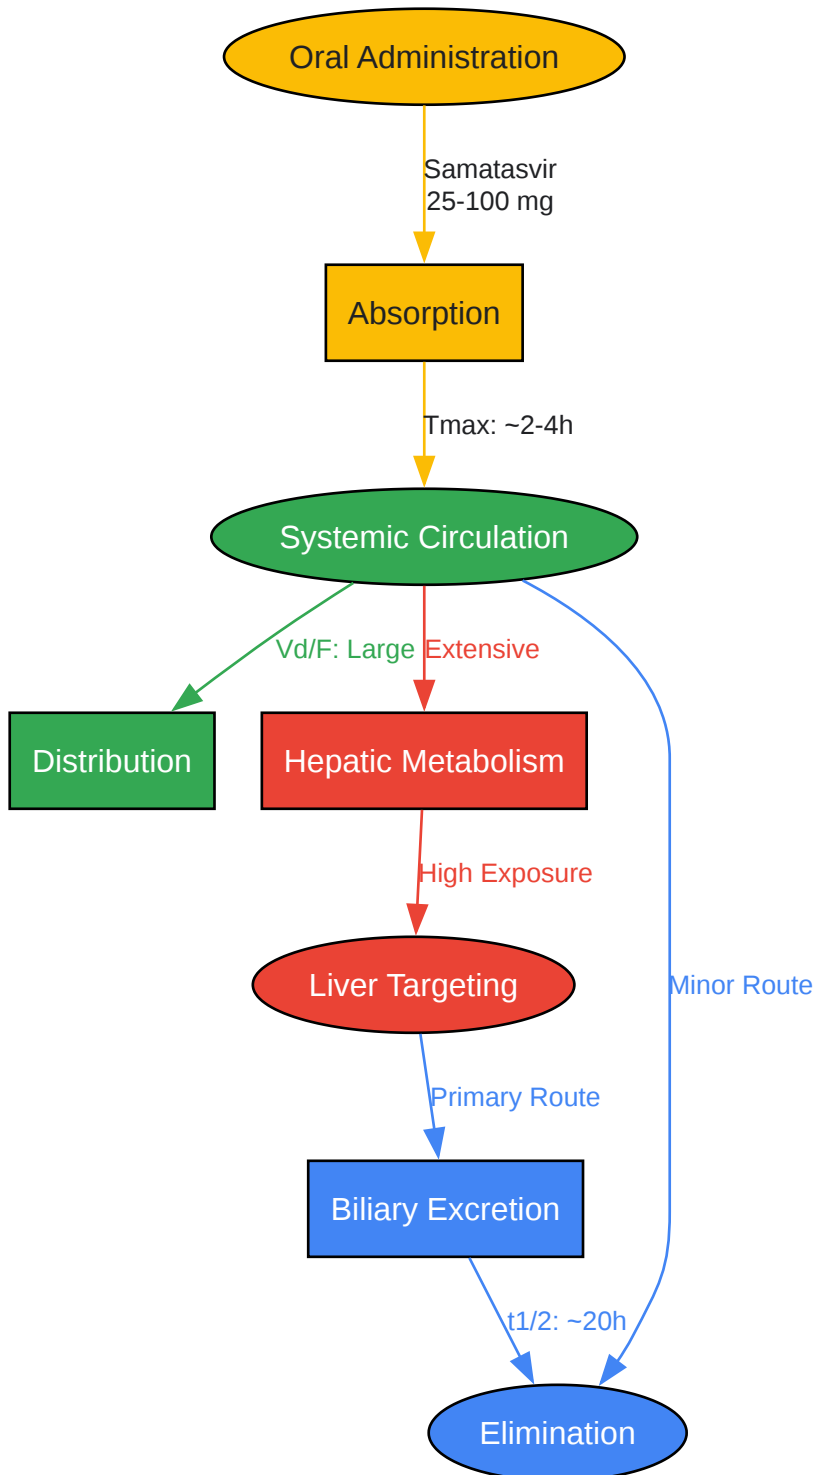 Oral Administration
Samatasvir
25-100 mg
Absorption
Tmax: ~2-4h
Systemic Circulation
Vd/F: Large
Extensive
Distribution
Hepatic Metabolism
High Exposure
Liver Targeting
Minor Route
Primary Route
Biliary Excretion
t1/2: ~20h
Elimination